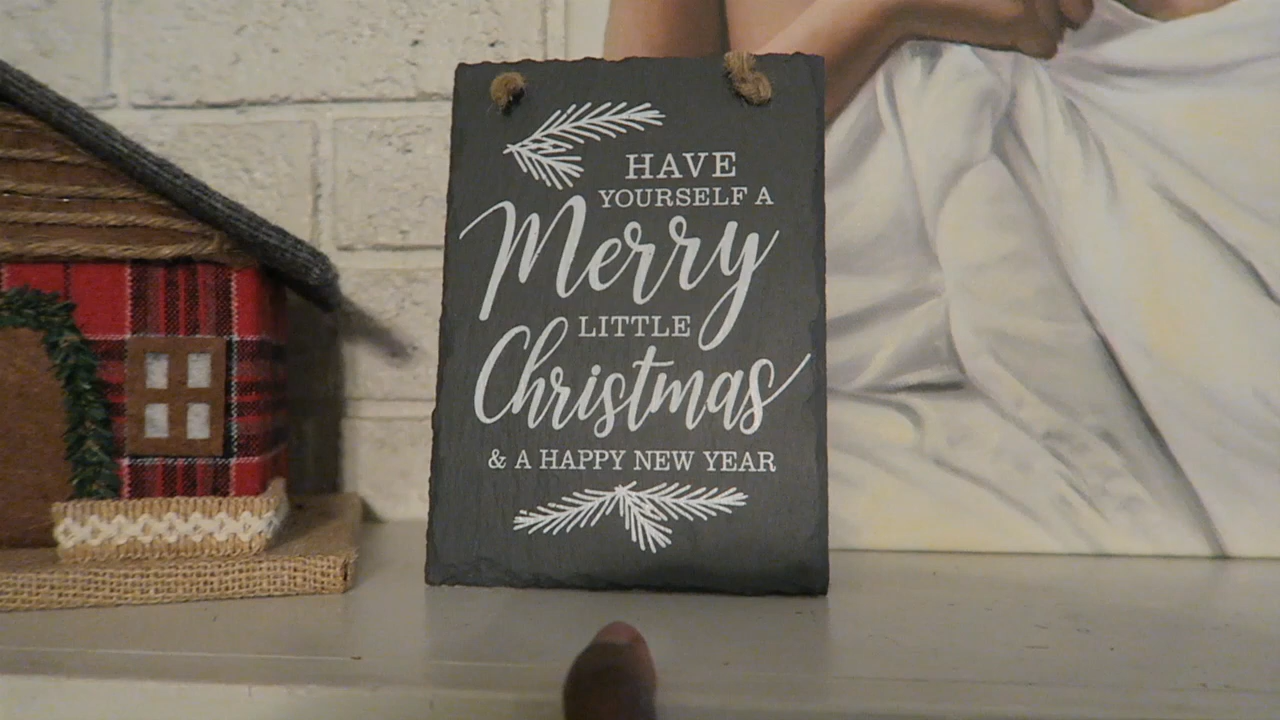 HAVE
YOURSELF A
Merry
LITTLE
Christmas
& A HAPPY NEW YEAR